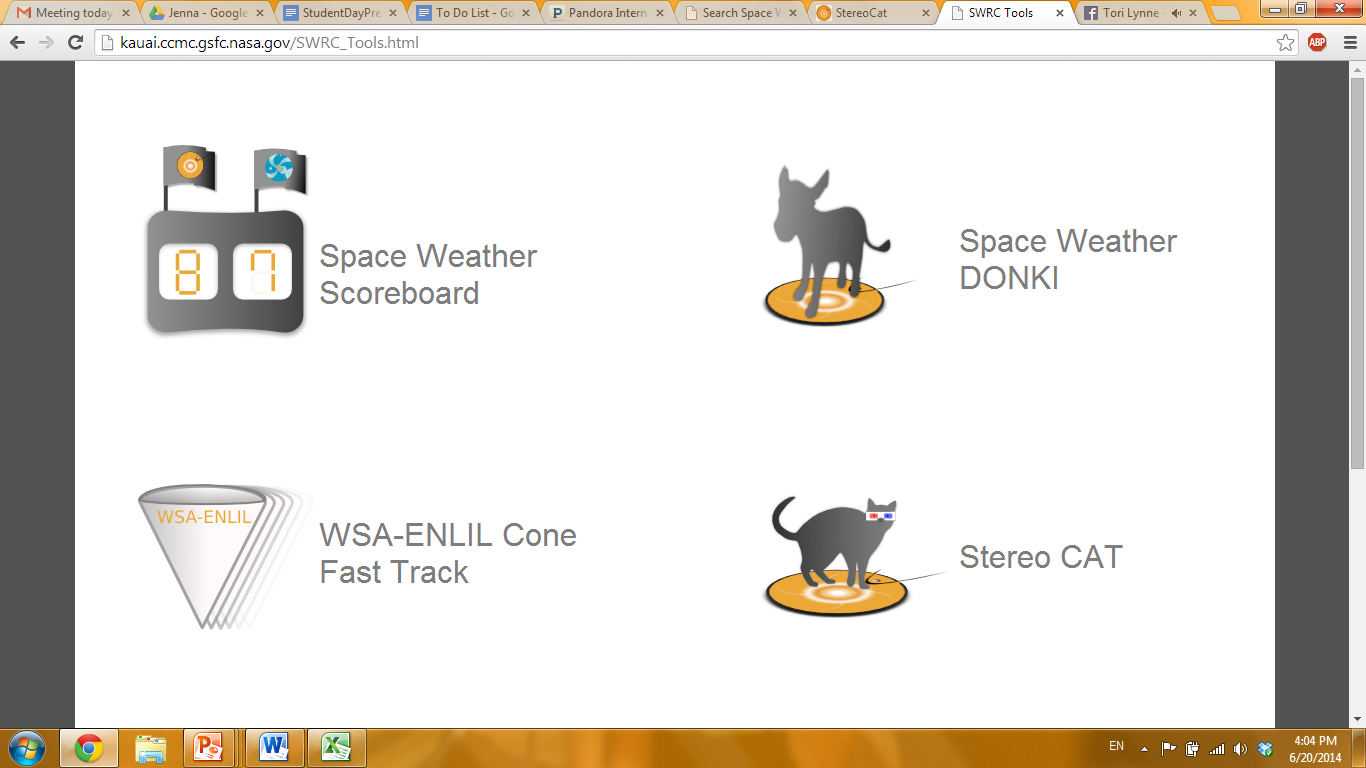 Meeting today
Jenna - Google
StudentDayPre
To Do List - Go
Pandora Intern
Search Space W
StereoCat
SWRC Tools
Tori Lynne -
kauai.ccmc.gsfc.nasa.gov/SWRC_Tools.html
ABP
87
Space Weather
Scoreboard
Space Weather
DONKI
WSA-ENLIL
WSA-ENLIL Cone
Fast Track
Stereo CAT
EN
4:04 PM
6/20/2014